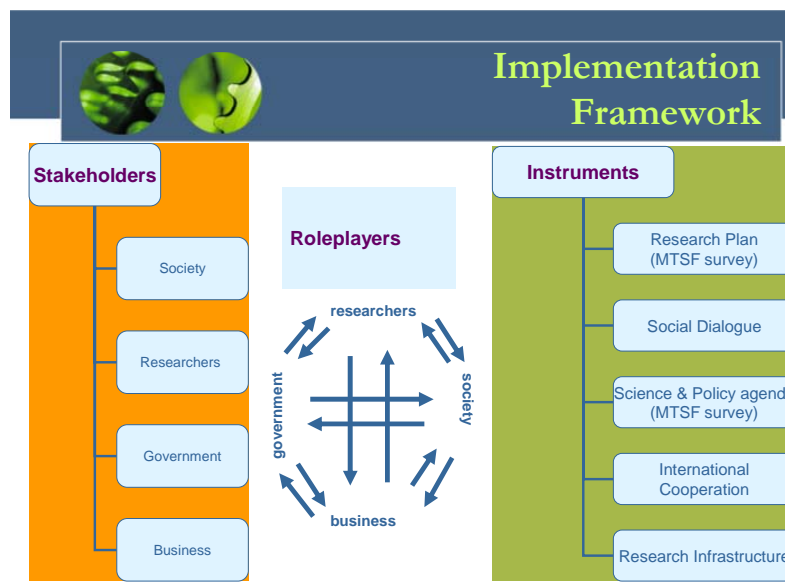 Implementation
Framework
Stakeholders
Society
Researchers
Government
Business
Roleplayers
researchers
government
society
business
Instruments
Research Plan
(MTSF survey)
Social Dialogue
Science & Policy agend
(MTSF survey)
International
Cooperation
Research Infrastructure